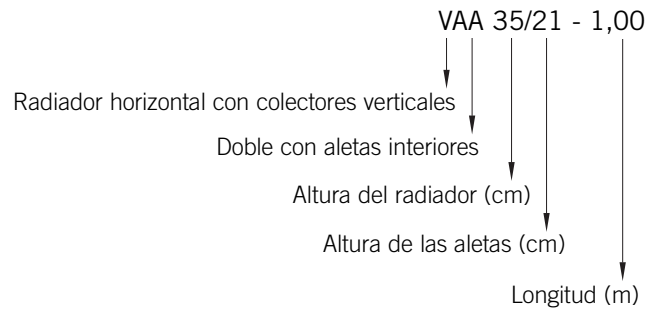 VAA 35/21 - 1,00
Radiador horizontal con colectores verticales
Doble con aletas interiores
Altura del radiador (cm)
Altura de las aletas (cm)
Longitud (m)